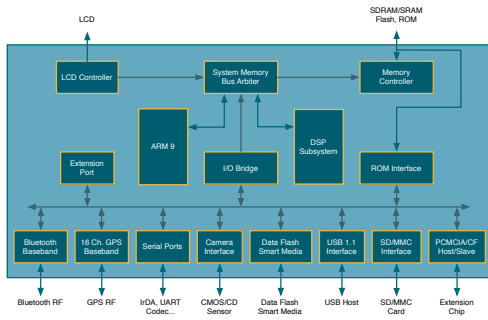 LCD
SDRAM/SRAM
Flash, ROM
LCD Controller
System Memory
Bus Arbiter
Memory
Controller
ARM 9
DSP
Subsystem
Extension
Port
I/O Bridge
ROM Interface
Bluetooth
Baseband
16 Ch. GPS
Baseband
Serial Ports
Camera
Interface
Data Flash
Smart Media
USB 1.1
Interface
SD/MMC
Interface
PCMCIA/CF
Host/Slave
Bluetooth RF
GPS RF
IrDA, UART
Codec...
CMOS/CD
Sensor
Data Flash
Smart Media
USB Host
SD/MMC
Card
Extension
Chip